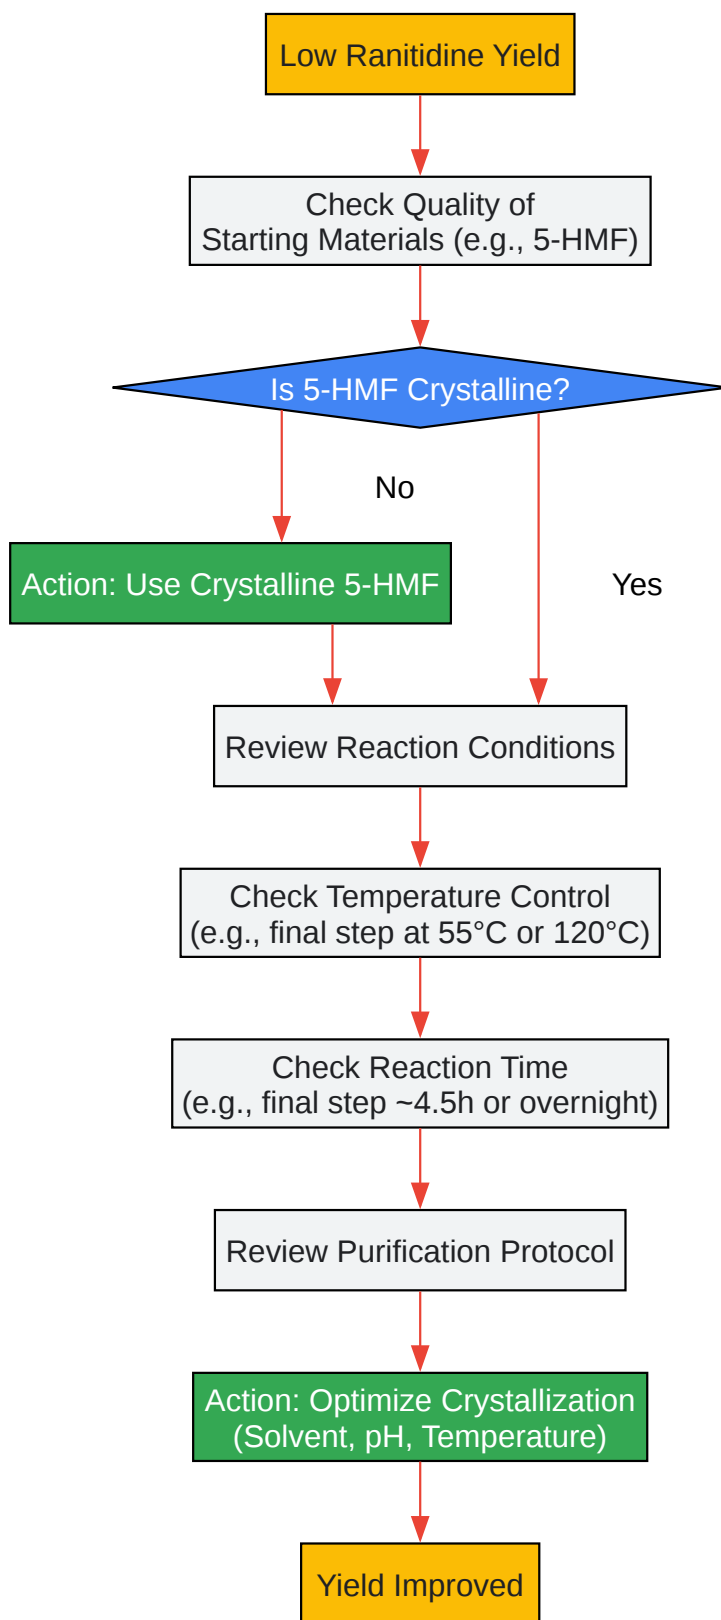 Low Ranitidine Yield
Check Quality of
Starting Materials (e.g., 5-HMF)
Is 5-HMF Crystalline?
No
Action: Use Crystalline 5-HMF
Yes
Review Reaction Conditions
Check Temperature Control
(e.g., final step at 55°C or 120°C)
Check Reaction Time
(e.g., final step ~4.5h or overnight)
Review Purification Protocol
Action: Optimize Crystallization
(Solvent, pH, Temperature)
Yield Improved